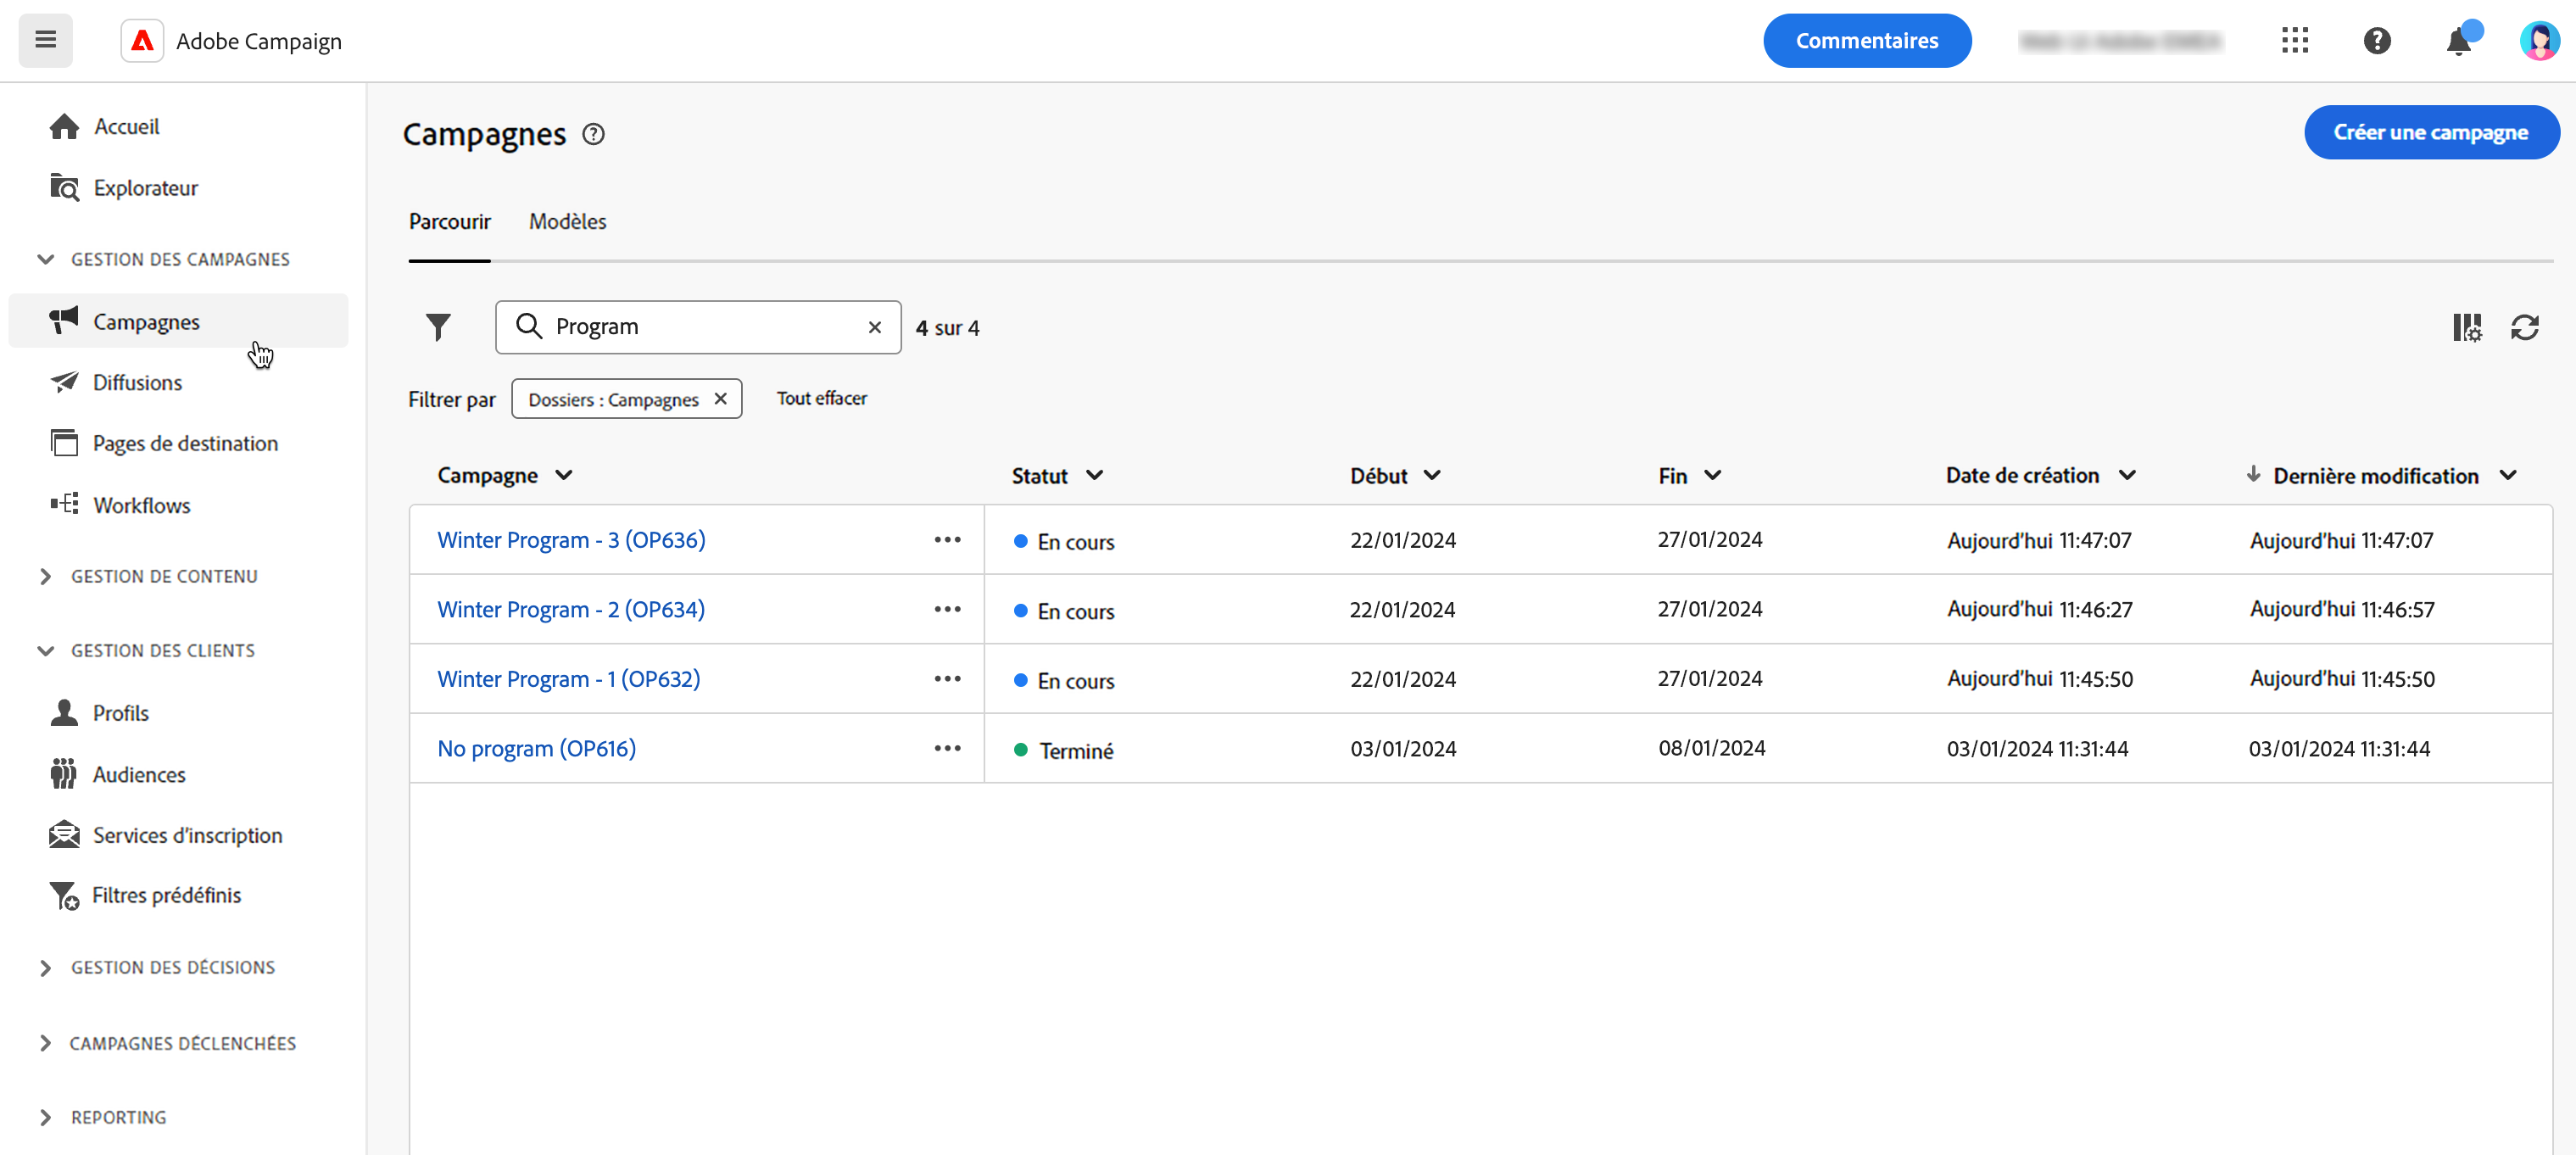 Adobe Campaign
Commentaires
Accueil
Explorateur
GESTION DES CAMPAGNES
Campagnes
Diffusions
Pages de destination
Workflows
GESTION DE CONTENU
GESTION DES CLIENTS
Profils
Audiences
Services d'inscription
Filtres prédéfinis
GESTION DES DÉCISIONS
CAMPAGNES DÉCLENCHÉES
REPORTING
Campagnes
Créer une campagne
Parcourir Modèles
Program
4 sur 4
Filtrer par Dossiers : Campagnes Tout effacer
Campagne Statut Début Fin Date de création Dernière modification
Winter Program - 3 (OP636) En cours 22/01/2024 27/01/2024 Aujourd'hui 11:47:07 Aujourd'hui 11:47:07
Winter Program - 2 (OP634) En cours 22/01/2024 27/01/2024 Aujourd'hui 11:46:27 Aujourd'hui 11:46:57
Winter Program - 1 (OP632) En cours 22/01/2024 27/01/2024 Aujourd'hui 11:45:50 Aujourd'hui 11:45:50
No program (OP616) Terminé 03/01/2024 08/01/2024 03/01/2024 11:31:44 03/01/2024 11:31:44